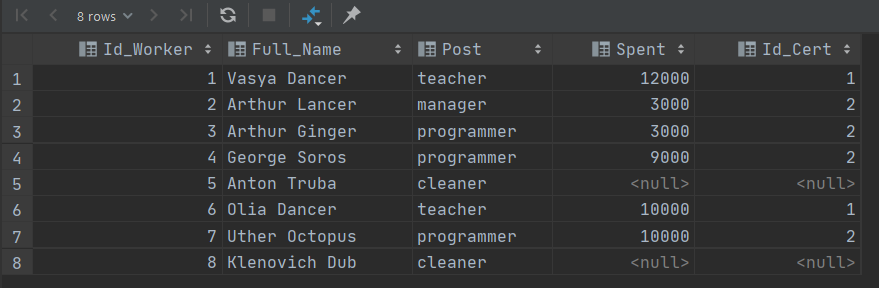 8 rows
Id_Worker Full_Name Post Spent Id_Cert
1 1 Vasya Dancer teacher 12000 1
2 2 Arthur Lancer manager 3000 2
3 3 Arthur Ginger programmer 3000 2
4 4 George Soros programmer 9000 2
5 5 Anton Truba cleaner <null> <null>
6 6 Olia Dancer teacher 10000 1
7 7 Uther Octopus programmer 10000 2
8 8 Klenovich Dub cleaner <null> <null>